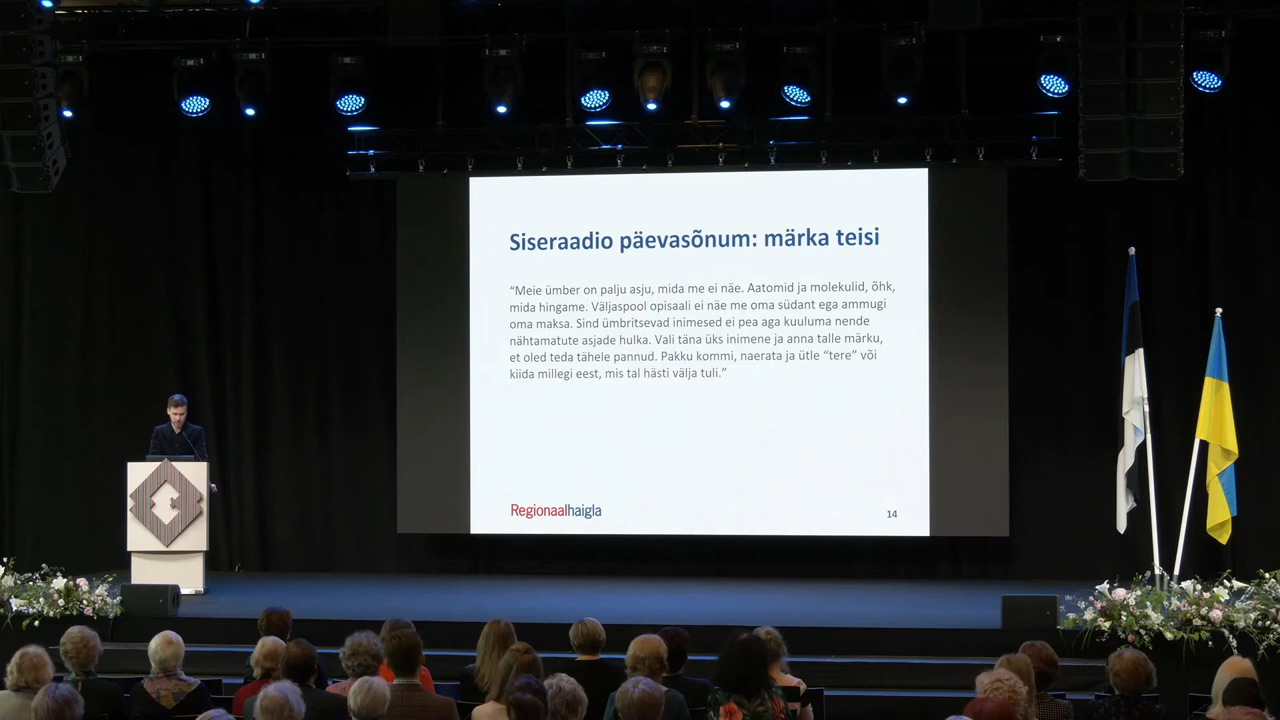 Siseraadio päevasõnum: märka teisi
“Meie ümber on palju asju, mida me ei näe. Aatomid ja molekulid, õhk,
mida hingame. Väljaspool opisaali ei näe me oma südant ega ammugi
oma maksa. Sind ümbritsevad inimesed ei pea aga kuuluma nende
nähtamatute asjade hulka. Vali täna üks inimene ja anna talle märku,
et oled teda tähele pannud. Pakku kommi, naerata ja ütle “tere” või
kiida millegi eest, mis tal hästi välja tuli.”
Regionaalhaigla
14